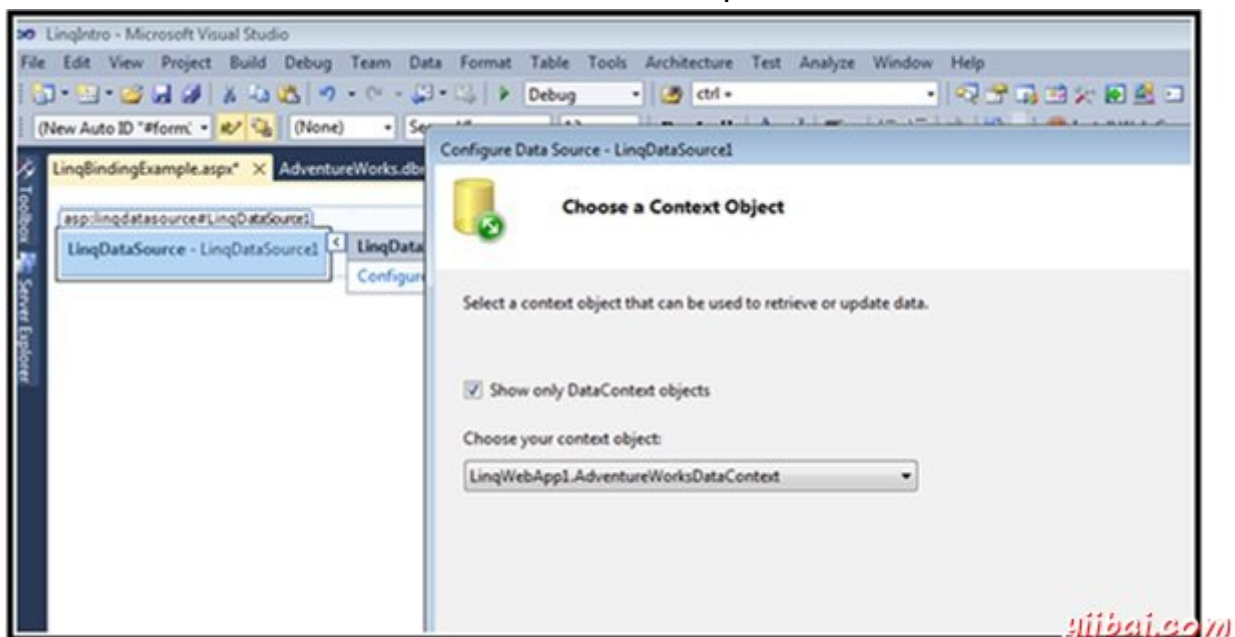 LinqIntro - Microsoft Visual Studio
File Edit View Project Build Debug Team Data Format Table Tools Architecture Test Analyze Window Help
Debug ctrl
(New Auto ID "#form: (None)
Configure Data Source - LinqDataSource1
LinqBindingExample.aspx* AdventureWorks.db
Toolbox
Server Explorer
Choose a Context Object
asp:linqdatasource#LinqDataSource1
LinqDataSource - LinqDataSource1
LinqData
Configure
Select a context object that can be used to retrieve or update data.
Show only DataContext objects
Choose your context object:
LinqWebApp1.AdventureWorksDataContext
yiibai.com